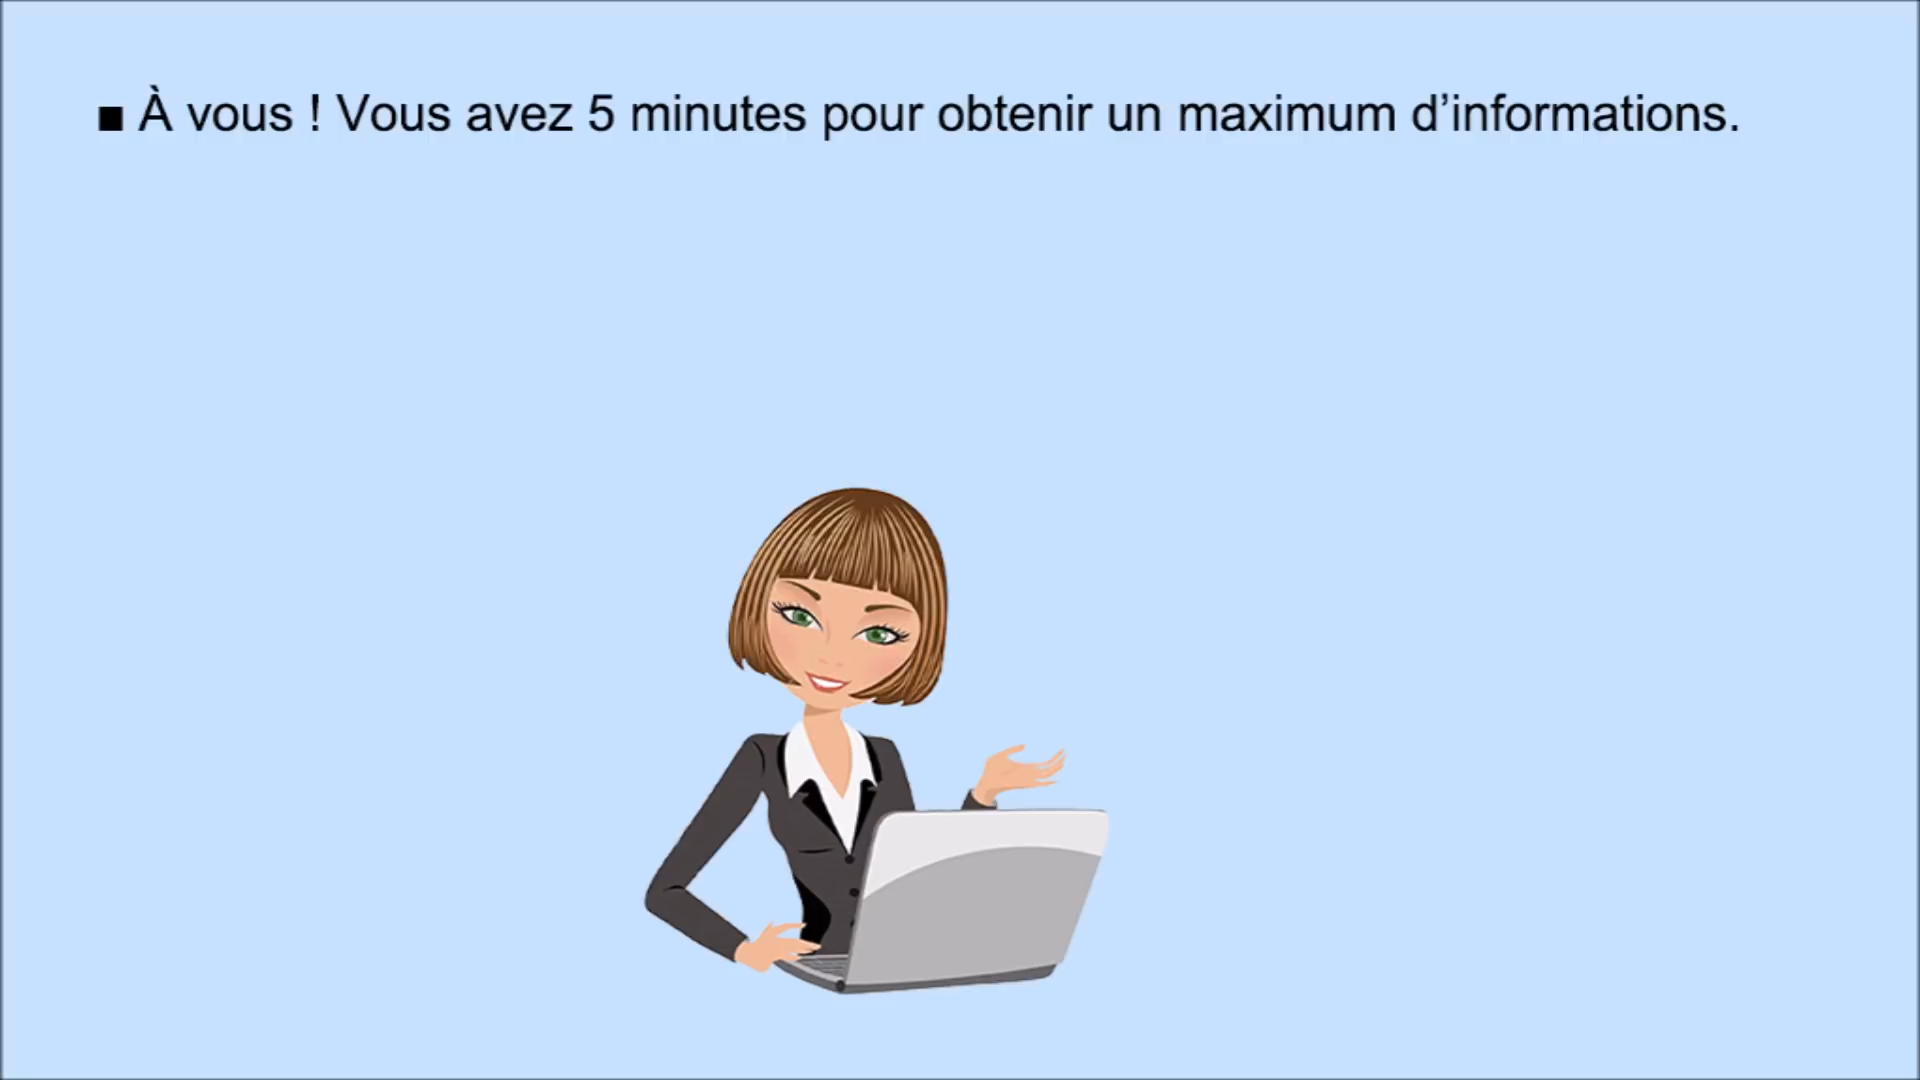 ■ À vous ! Vous avez 5 minutes pour obtenir un maximum d’informations.